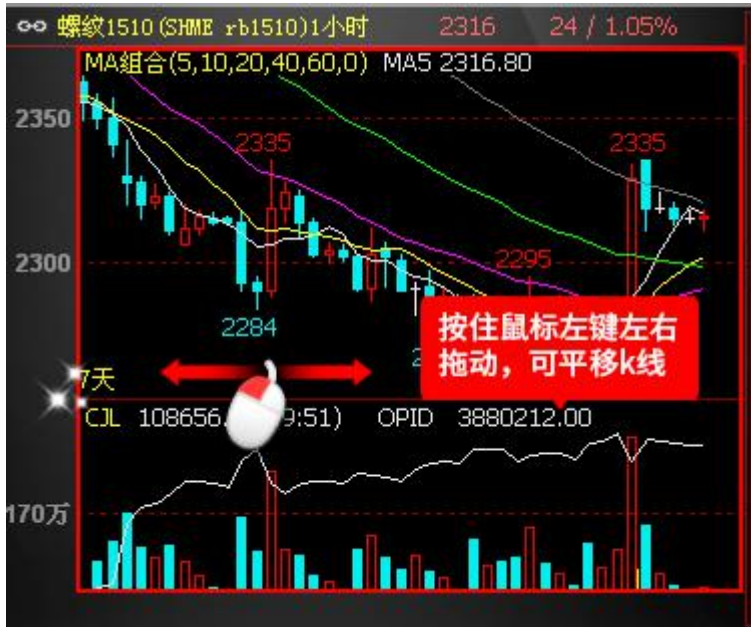 螺纹1510(SHME rb1510)1小时 2316 24 / 1.05%
MA组合(5,10,20,40,60,0) MA5 2316.80
2350
2335 2335
2300
2295
2284
按住鼠标左键左右
拖动，可平移k线
7天
CJL 108656. 9:51) OPID 3880212.00
170万